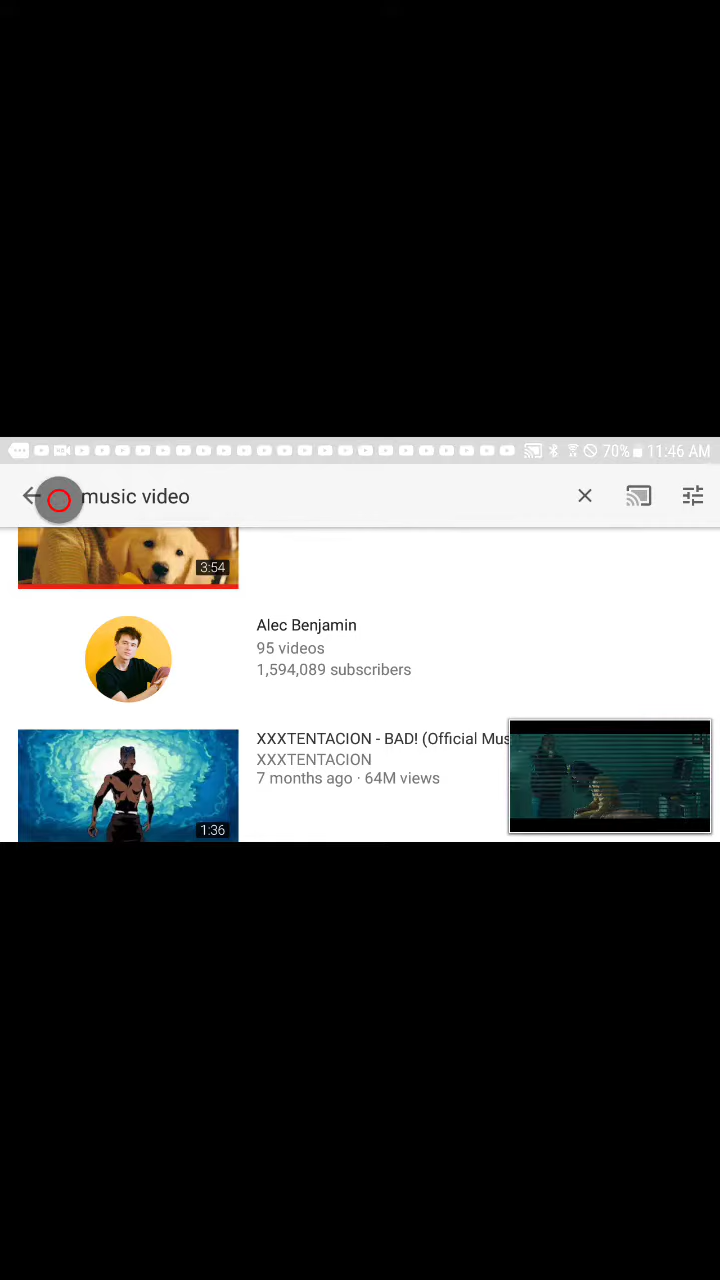 70% 11:46 AM
music video
3:54
Alec Benjamin
95 videos
1,594,089 subscribers
XXXTENTACION - BAD! (Official Mus
XXXTENTACION
7 months ago · 64M views
1:36